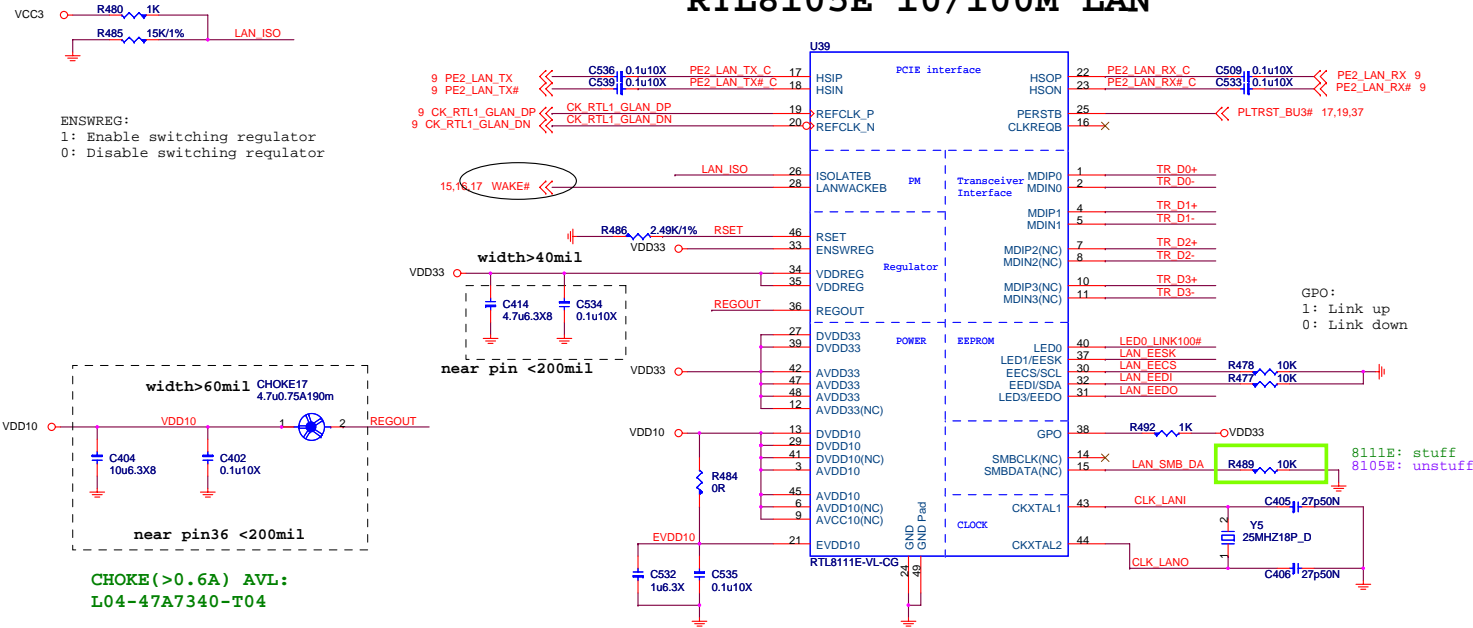 RTL8105E 10/100M LAN
VCC3
R480 1K
R485 15K/1% LAN_ISO
ENSWREG:
1: Enable switching regulator
0: Disable switching regulator
U39
PCIE interface
9 PE2_LAN_TX C536 0.1u10X PE2_LAN_TX_C 17 HSIP
9 PE2_LAN_TX# C539 0.1u10X PE2_LAN_TX#_C 18 HSIN
9 CK_RTL1_GLAN_DP CK_RTL1_GLAN_DP 19 REFCLK_P
9 CK_RTL1_GLAN_DN CK_RTL1_GLAN_DN 20 REFCLK_N
HSOP 22 PE2_LAN_RX_C C509 0.1u10X PE2_LAN_RX 9
HSON 23 PE2_LAN_RX#_C C533 0.1u10X PE2_LAN_RX# 9
PERSTB 25 PLTRST_BU3# 17,19,37
CLKREQB 16
LAN_ISO 26 ISOLATEB
15,16,17 WAKE# 28 LANWACKEB
PM
Transceiver
Interface
MDIP0 1 TR_D0+
MDIN0 2 TR_D0-
MDIP1 4 TR_D1+
MDIN1 5 TR_D1-
MDIP2(NC) 7 TR_D2+
MDIN2(NC) 8 TR_D2-
MDIP3(NC) 10 TR_D3+
MDIN3(NC) 11 TR_D3-
R486 2.49K/1% RSET 46 RSET
VDD33 33 ENSWREG
width>40mil
VDD33 34 VDDREG
35 VDDREG
Regulator
C414
4.7u6.3X8
C534
0.1u10X
near pin <200mil
REGOUT 36 REGOUT
GPO:
1: Link up
0: Link down
POWER
EEPROM
27 DVDD33
39 DVDD33
VDD33 42 AVDD33
47 AVDD33
48 AVDD33
12 AVDD33(NC)
LED0 40 LED0_LINK100#
LED1/EESK 37 LAN_EESK
EECS/SCL 30 LAN_EECS R478 10K
EEDI/SDA 32 LAN_EEDI R477 10K
LED3/EEDO 31 LAN_EEDO
VDD10 13 DVDD10
29 DVDD10
41 DVDD10(NC)
3 AVDD10
45 AVDD10
6 AVDD10(NC)
9 AVCC10(NC)
R484
0R
EVDD10 21 EVDD10
C532
1u6.3X
C535
0.1u10X
GPO 38 R492 1K VDD33
SMBCLK(NC) 14
SMBDATA(NC) 15 LAN_SMB_DA R489 10K
8111E: stuff
8105E: unstuff
CLOCK
CKXTAL1 43 CLK_LANI C405 27p50N
2 Y5
1 25MHZ18P_D
CKXTAL2 44 CLK_LANO C406 27p50N
GND
GND Pad
24
49
RTL8111E-VL-CG
width>60mil
CHOKE17
4.7u0.75A190m
VDD10 VDD10 1 2 REGOUT
C404
10u6.3X8
C402
0.1u10X
near pin36 <200mil
CHOKE(>0.6A) AVL:
L04-47A7340-T04